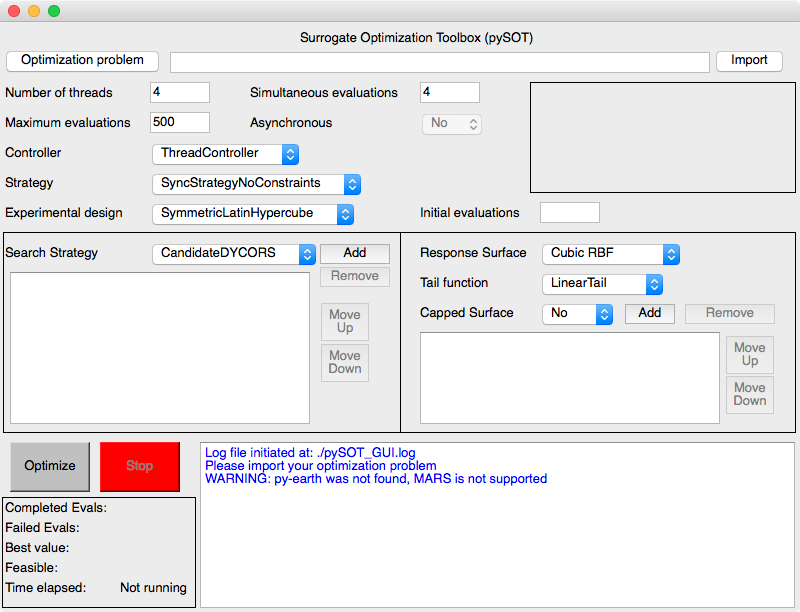 Surrogate Optimization Toolbox (pySOT)
Optimization problem Import
Number of threads 4 Simultaneous evaluations 4
Maximum evaluations 500 Asynchronous No
Controller ThreadController
Strategy SyncStrategyNoConstraints
Experimental design SymmetricLatinHypercube Initial evaluations
Search Strategy CandidateDYCORS Add Response Surface Cubic RBF
Remove
Tail function LinearTail
Capped Surface No Add Remove
Move
Up
Move
Down
Move
Up
Move
Down
Optimize Stop
Log file initiated at: ./pySOT_GUI.log
Please import your optimization problem
WARNING: py-earth was not found, MARS is not supported
Completed Evals:
Failed Evals:
Best value:
Feasible:
Time elapsed: Not running